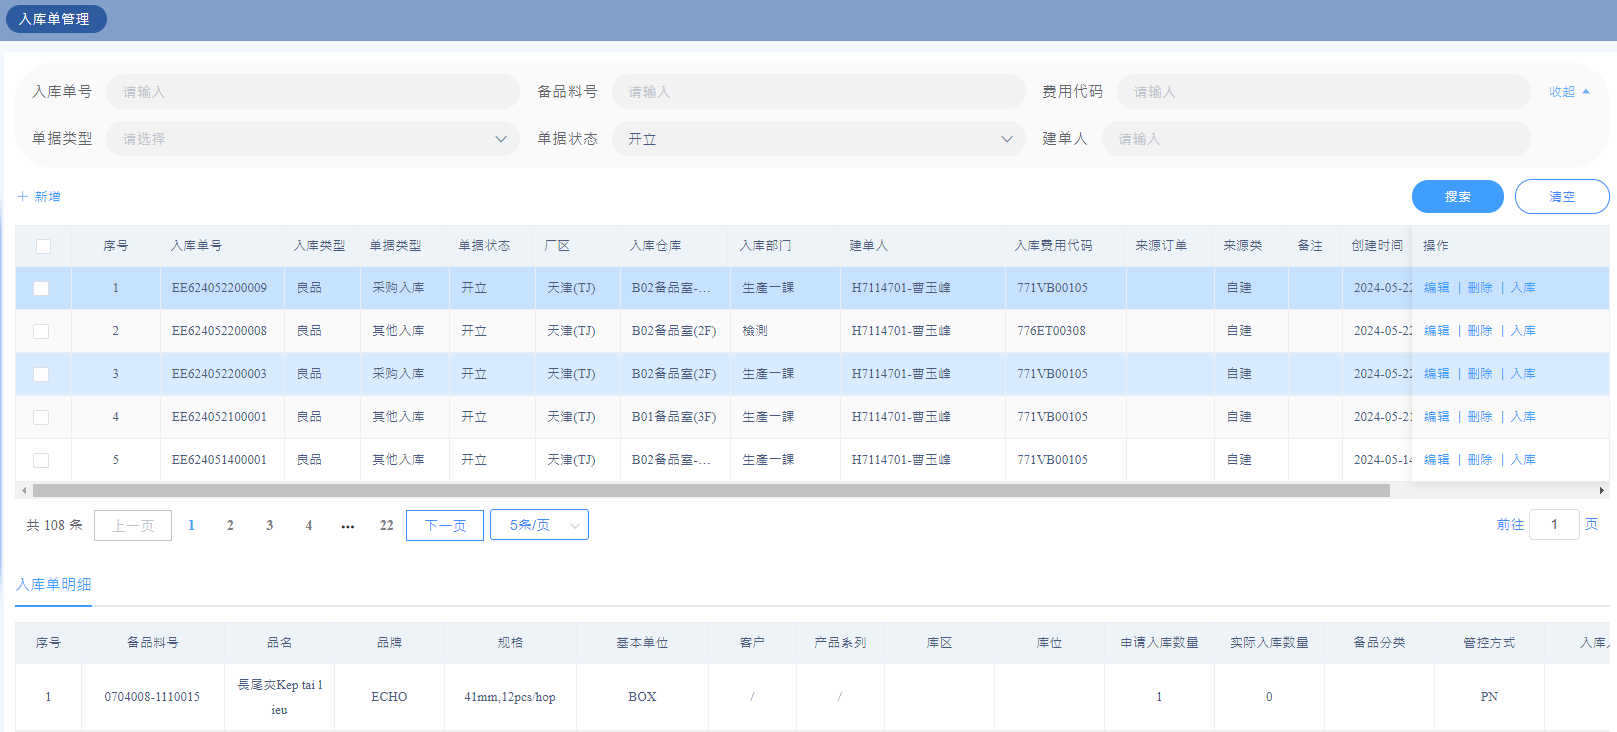 入库单管理
入库单号 请输入 备品料号 请输入 费用代码 请输入 收起
单据类型 请选择 单据状态 开立 建单人 请输入
+ 新增 搜索 清空
序号 入库单号 入库类型 单据类型 单据状态 厂区 入库仓库 入库部门 建单人 入库费用代码 来源订单 来源类 备注 创建时间 操作
1 EE624052200009 良品 采购入库 开立 天津(TJ) B02备品室-... 生產一課 H7114701-曹玉峰 771VB00105 自建 2024-05-22 编辑 | 删除 | 入库
2 EE624052200008 良品 其他入库 开立 天津(TJ) B02备品室(2F) 檢測 H7114701-曹玉峰 776ET00308 自建 2024-05-22 编辑 | 删除 | 入库
3 EE624052200003 良品 采购入库 开立 天津(TJ) B02备品室(2F) 生產一課 H7114701-曹玉峰 771VB00105 自建 2024-05-22 编辑 | 删除 | 入库
4 EE624052100001 良品 其他入库 开立 天津(TJ) B01备品室(3F) 生產一課 H7114701-曹玉峰 771VB00105 自建 2024-05-21 编辑 | 删除 | 入库
5 EE624051400001 良品 其他入库 开立 天津(TJ) B02备品室-... 生產一課 H7114701-曹玉峰 771VB00105 自建 2024-05-14 编辑 | 删除 | 入库
共 108 条 上一页 1 2 3 4 ... 22 下一页 5条/页 前往 1 页
入库单明细
序号 备品料号 品名 品牌 规格 基本单位 客户 产品系列 库区 库位 申请入库数量 实际入库数量 备品分类 管控方式 入库
1 0704008-1110015 長尾夾Kep tai l ECHO 41mm,12pcs/hop BOX / / 1 0 PN
ieu